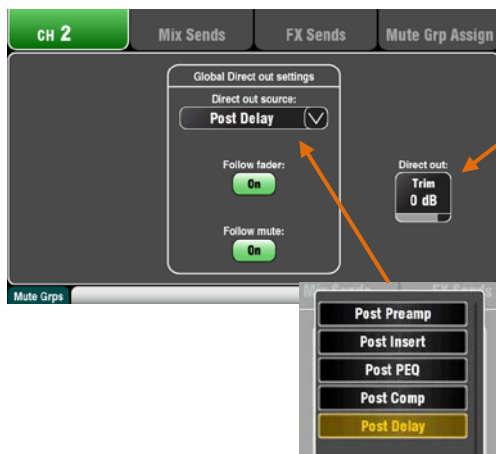 CH 2
Mix Sends
FX Sends
Mute Grp Assign
Global Direct out settings
Direct out source:
Post Delay
Follow fader:
On
Direct out:
Trim
0 dB
Follow mute:
On
Mute Grps
Post Preamp
Post Insert
Post PEQ
Post Comp
Post Delay